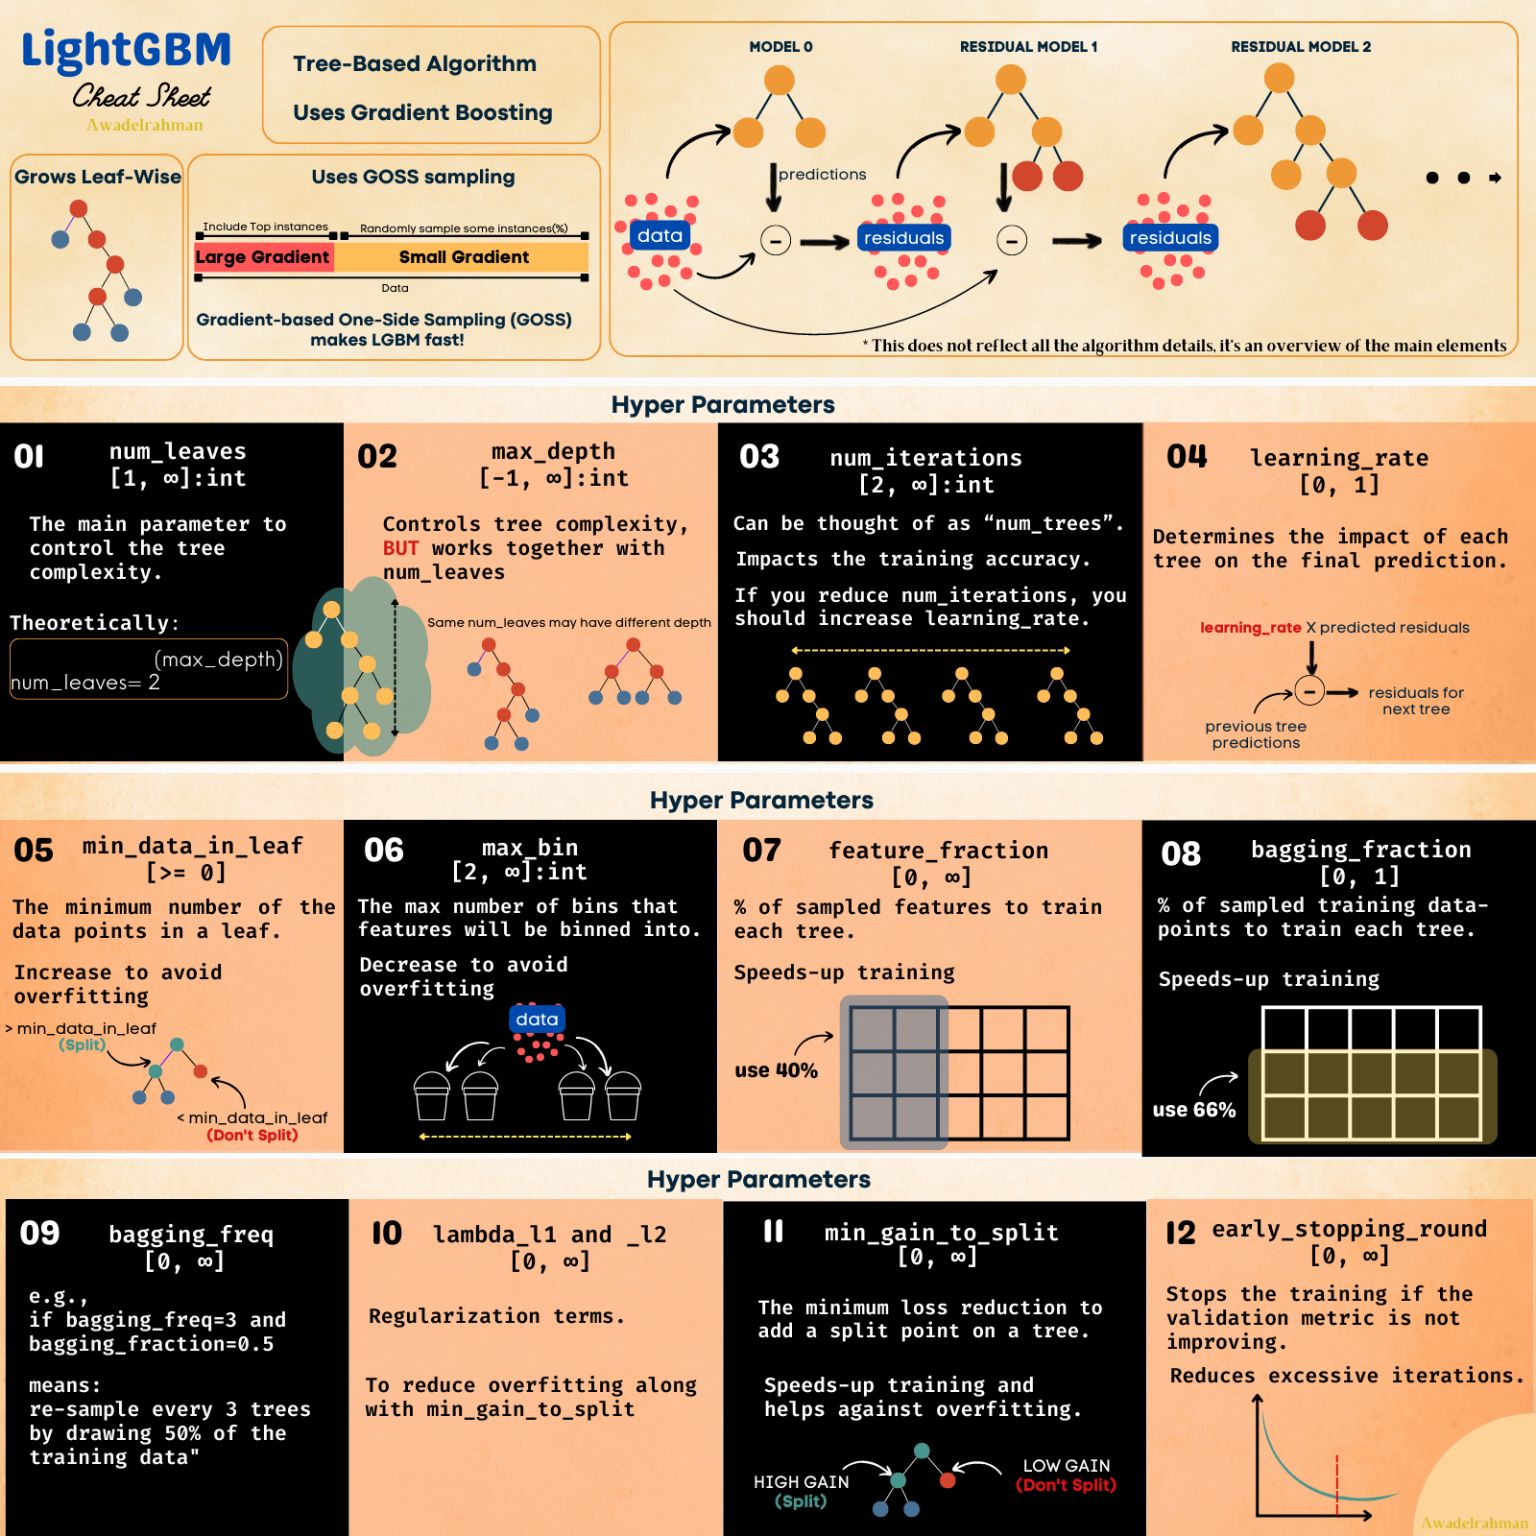 LightGBM
Cheat Sheet
Awadelrahman
Tree-Based Algorithm
Uses Gradient Boosting
Grows Leaf-Wise
Uses GOSS sampling
Include Top instances
Randomly sample some instances(%)
Large Gradient
Small Gradient
Data
Gradient-based One-Side Sampling (GOSS)
makes LGBM fast!
MODEL 0
RESIDUAL MODEL 1
RESIDUAL MODEL 2
predictions
data
-
residuals
-
residuals
* This does not reflect all the algorithm details, it's an overview of the main elements
Hyper Parameters
01
num_leaves
[1, ∞]:int
The main parameter to
control the tree
complexity.
Theoretically:
(max_depth)
num_leaves= 2
02
max_depth
[-1, ∞]:int
Controls tree complexity,
BUT works together with
num_leaves
Same num_leaves may have different depth
03
num_iterations
[2, ∞]:int
Can be thought of as “num_trees”.
Impacts the training accuracy.
If you reduce num_iterations, you
should increase learning_rate.
04
learning_rate
[0, 1]
Determines the impact of each
tree on the final prediction.
learning_rate X predicted residuals
-
residuals for
next tree
previous tree
predictions
Hyper Parameters
05
min_data_in_leaf
[>= 0]
The minimum number of the
data points in a leaf.
Increase to avoid
overfitting
> min_data_in_leaf
(Split)
< min_data_in_leaf
(Don't Split)
06
max_bin
[2, ∞]:int
The max number of bins that
features will be binned into.
Decrease to avoid
overfitting
data
07
feature_fraction
[0, ∞]
% of sampled features to train
each tree.
Speeds-up training
use 40%
08
bagging_fraction
[0, 1]
% of sampled training data-
points to train each tree.
Speeds-up training
use 66%
Hyper Parameters
09
bagging_freq
[0, ∞]
e.g.,
if bagging_freq=3 and
bagging_fraction=0.5
means:
re-sample every 3 trees
by drawing 50% of the
training data"
10
lambda_l1 and _l2
[0, ∞]
Regularization terms.
To reduce overfitting along
with min_gain_to_split
11
min_gain_to_split
[0, ∞]
The minimum loss reduction to
add a split point on a tree.
Speeds-up training and
helps against overfitting.
HIGH GAIN
(Split)
LOW GAIN
(Don't Split)
12
early_stopping_round
[0, ∞]
Stops the training if the
validation metric is not
improving.
Reduces excessive iterations.
Awadelrahman